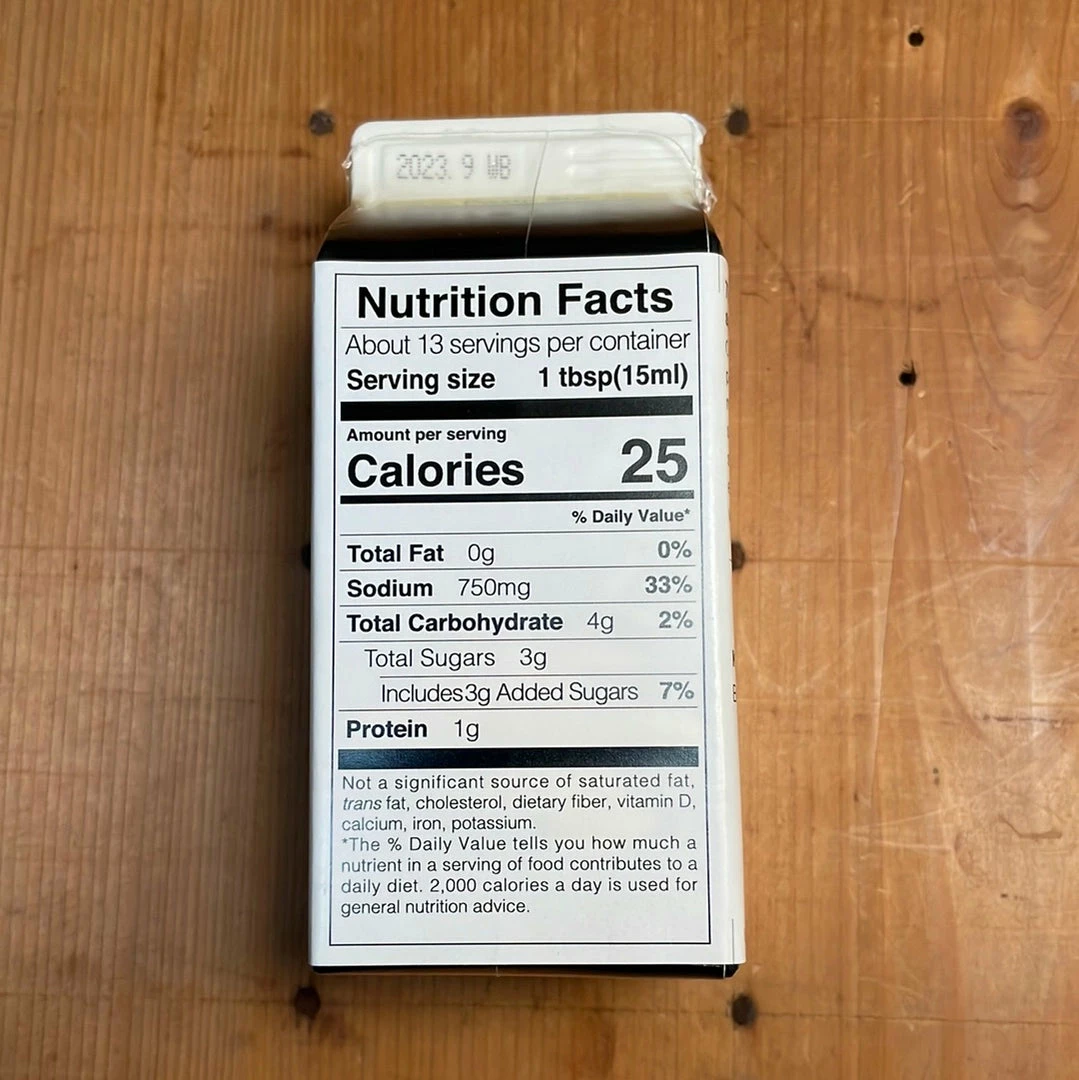 2023. 9 WB
Nutrition Facts
About 13 servings per container
Serving size 1 tbsp(15ml)
Amount per serving
Calories 25
% Daily Value*
Total Fat 0g 0%
Sodium 750mg 33%
Total Carbohydrate 4g 2%
Total Sugars 3g
Includes3g Added Sugars 7%
Protein 1g
Not a significant source of saturated fat,
trans fat, cholesterol, dietary fiber, vitamin D,
calcium, iron, potassium.
*The % Daily Value tells you how much a
nutrient in a serving of food contributes to a
daily diet. 2,000 calories a day is used for
general nutrition advice.